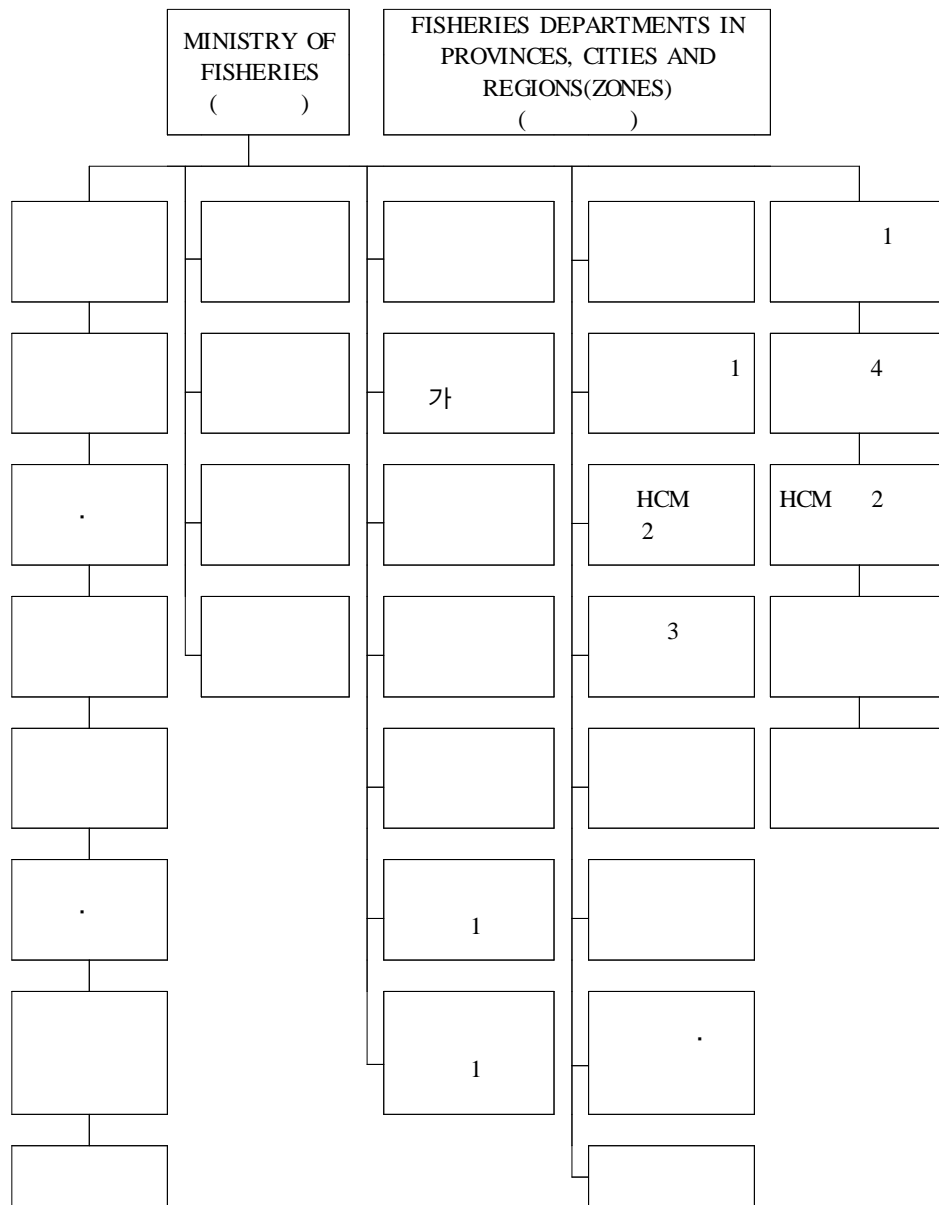 MINISTRY OF
FISHERIES
( )
FISHERIES DEPARTMENTS IN
PROVINCES, CITIES AND
REGIONS(ZONES)
( )
1
가
1
4
·
HCM
2
HCM 2
3
·
1
·
1